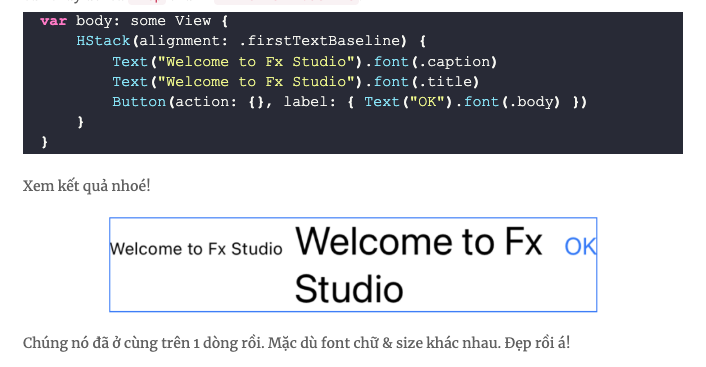 var body: some View {
HStack(alignment: .firstTextBaseline) {
Text("Welcome to Fx Studio").font(.caption)
Text("Welcome to Fx Studio").font(.title)
Button(action: {}, label: { Text("OK").font(.body) })
}
}
Xem kết quả nhoé!
Welcome to Fx Studio Welcome to Fx OK
Studio
Chúng nó đã ở cùng trên 1 dòng rồi. Mặc dù font chữ & size khác nhau. Đẹp rồi á!